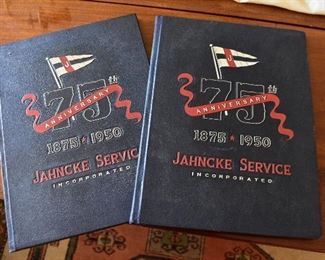 75th
ANNIVERSARY
1875 ★ 1950
JAHNCKE SERVICE
INCORPORATED
75th
ANNIVERSARY
1875 ★ 1950
JAHNCKE SERVICE
INCORPORATED